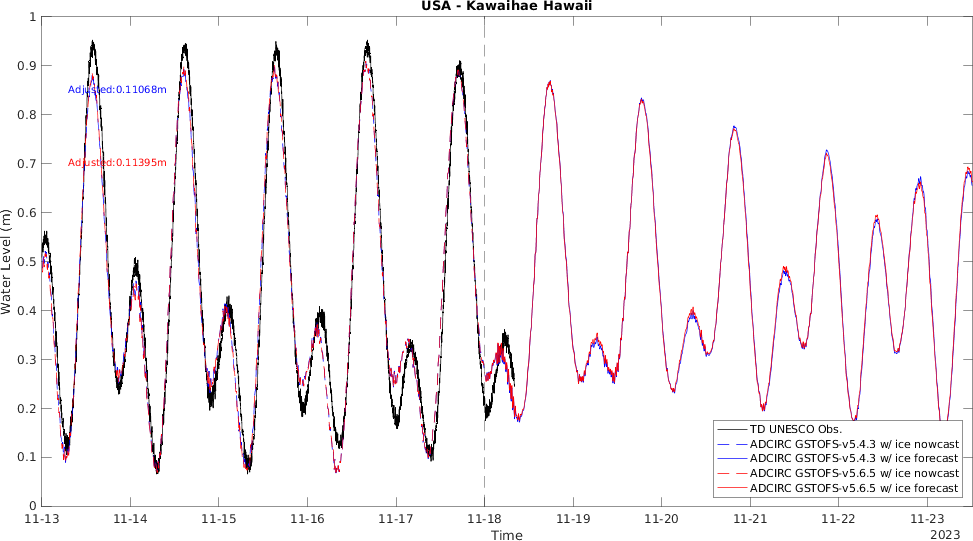 USA - Kawaihae Hawaii
1
0.9
0.8
0.7
0.6
0.5
0.4
0.3
0.2
0.1
0
Water Level (m)
Adjusted:0.11068m
Adjusted:0.11395m
TD UNESCO Obs.
ADCIRC GSTOFS-v5.4.3 w/ ice nowcast
ADCIRC GSTOFS-v5.4.3 w/ ice forecast
ADCIRC GSTOFS-v5.6.5 w/ ice nowcast
ADCIRC GSTOFS-v5.6.5 w/ ice forecast
11-13 11-14 11-15 11-16 11-17 11-18 11-19 11-20 11-21 11-22 11-23
Time
2023